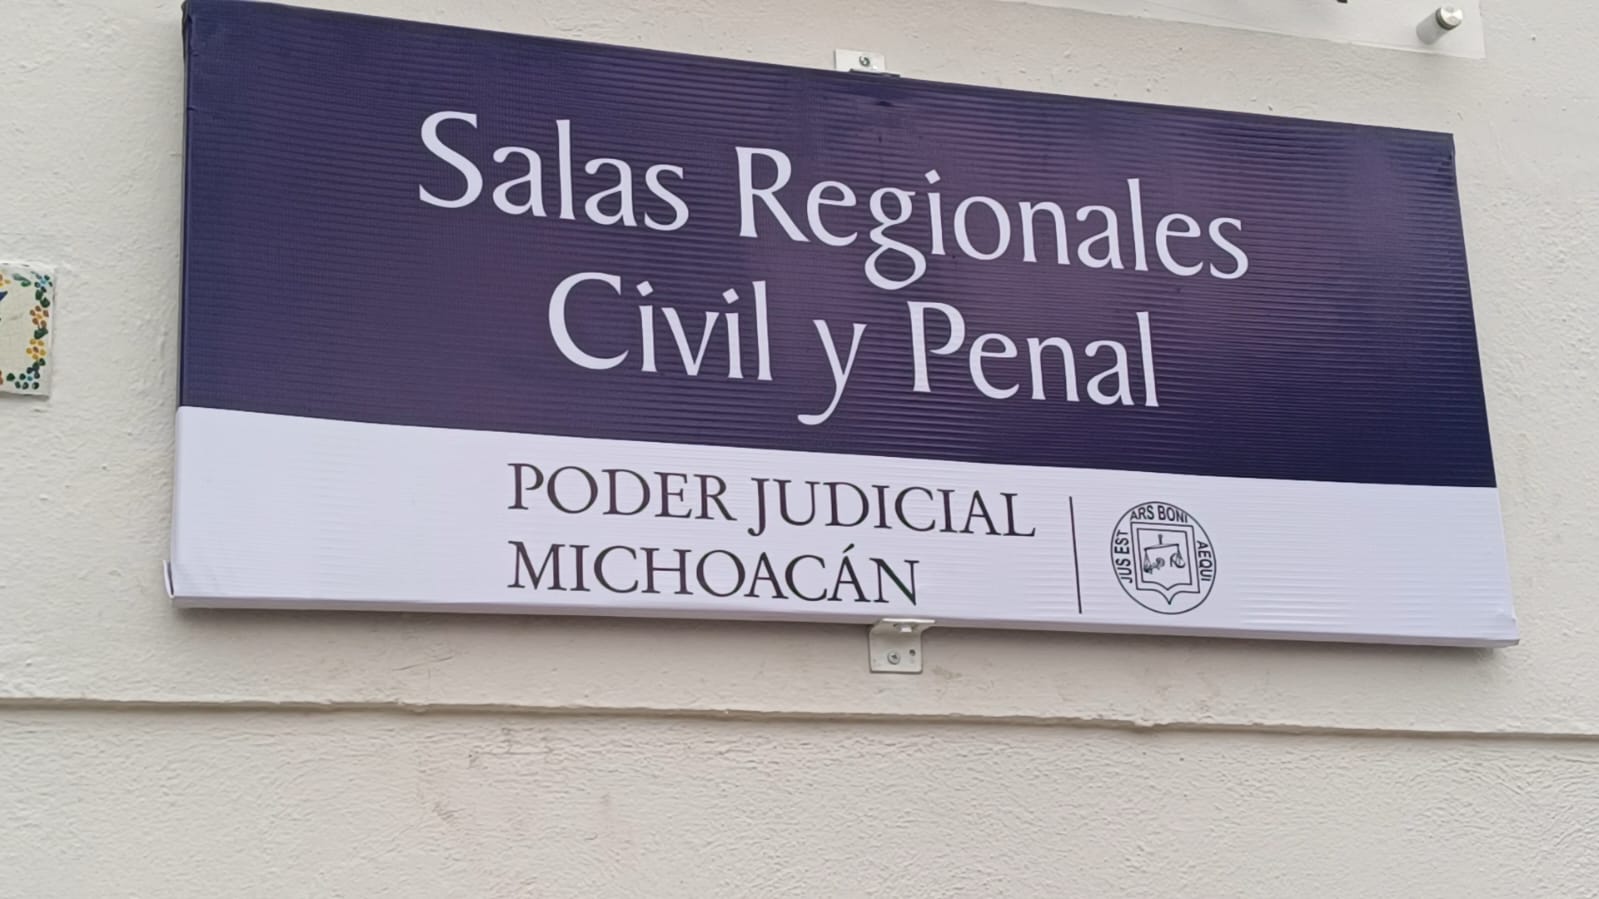 Salas Regionales
Civil y Penal
PODER JUDICIAL
MICHOACÁN
JUS EST ARS BONI AEQUI